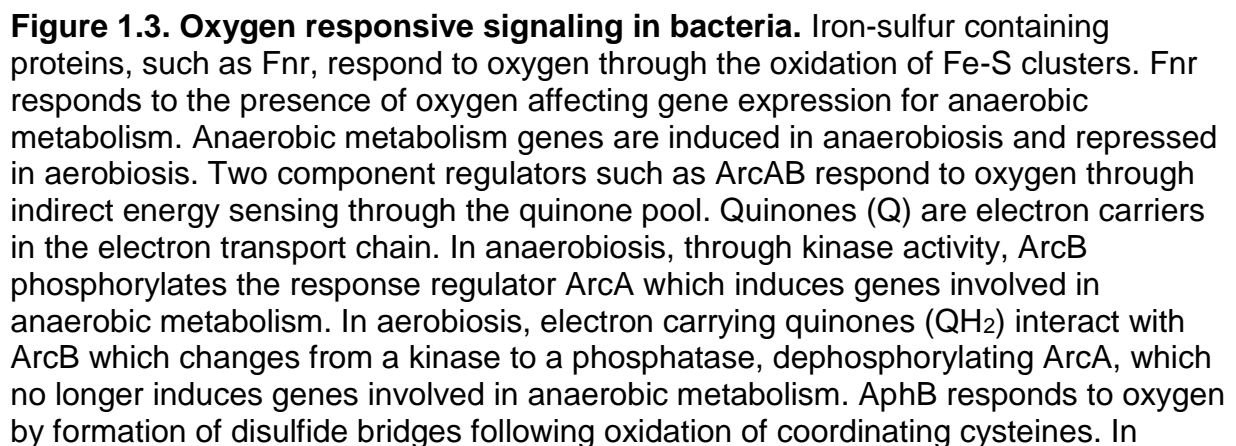 Figure 1.3. Oxygen responsive signaling in bacteria. Iron-sulfur containing
proteins, such as Fnr, respond to oxygen through the oxidation of Fe-S clusters. Fnr
responds to the presence of oxygen affecting gene expression for anaerobic
metabolism. Anaerobic metabolism genes are induced in anaerobiosis and repressed
in aerobiosis. Two component regulators such as ArcAB respond to oxygen through
indirect energy sensing through the quinone pool. Quinones (Q) are electron carriers
in the electron transport chain. In anaerobiosis, through kinase activity, ArcB
phosphorylates the response regulator ArcA which induces genes involved in
anaerobic metabolism. In aerobiosis, electron carrying quinones (QH₂) interact with
ArcB which changes from a kinase to a phosphatase, dephosphorylating ArcA, which
no longer induces genes involved in anaerobic metabolism. AphB responds to oxygen
by formation of disulfide bridges following oxidation of coordinating cysteines. In